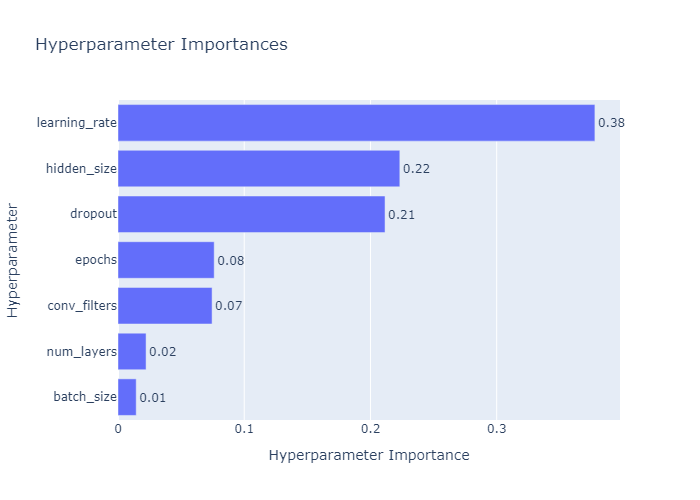 Hyperparameter Importances
Hyperparameter
learning_rate 0.38
hidden_size 0.22
dropout 0.21
epochs 0.08
conv_filters 0.07
num_layers 0.02
batch_size 0.01
0 0.1 0.2 0.3
Hyperparameter Importance